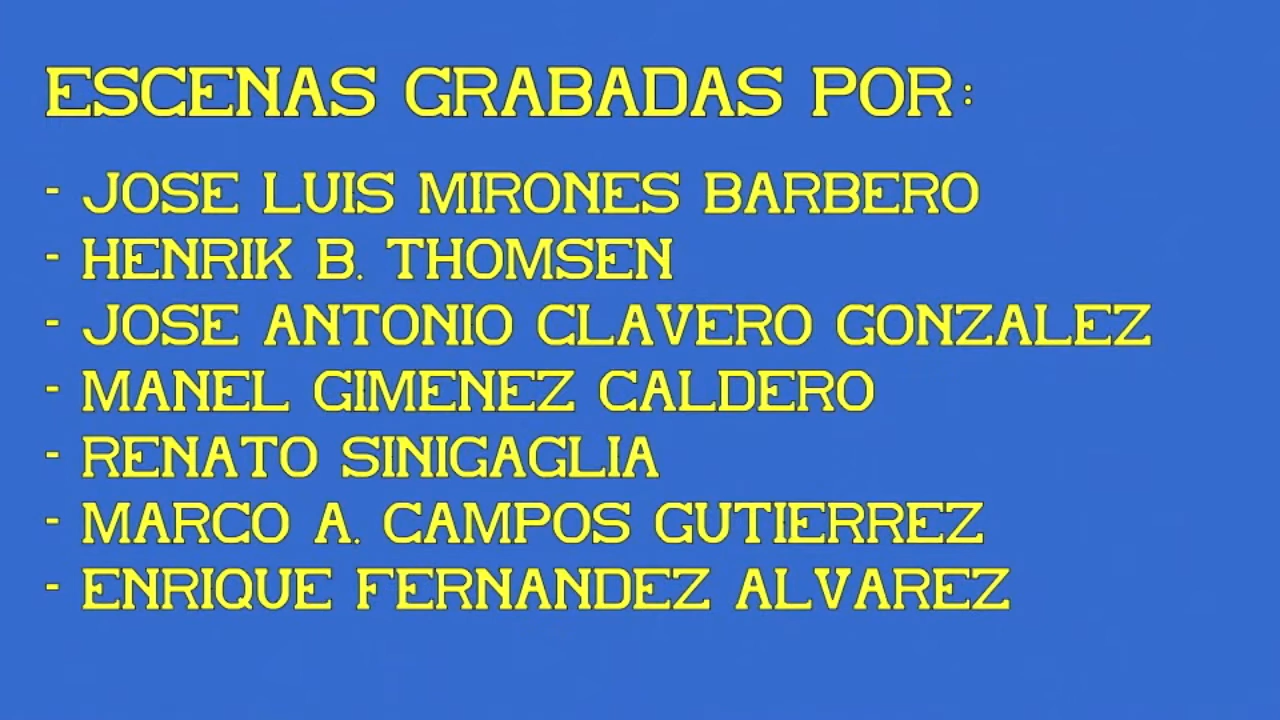 ESCENAS GRABADAS POR:
- JOSE LUIS MIRONES BARBERO
- HENRIK B. THOMSEN
- JOSE ANTONIO CLAVERO GONZALEZ
- MANEL GIMENEZ CALDERO
- RENATO SINIGAGLIA
- MARCO A. CAMPOS GUTIERREZ
- ENRIQUE FERNANDEZ ALVAREZ